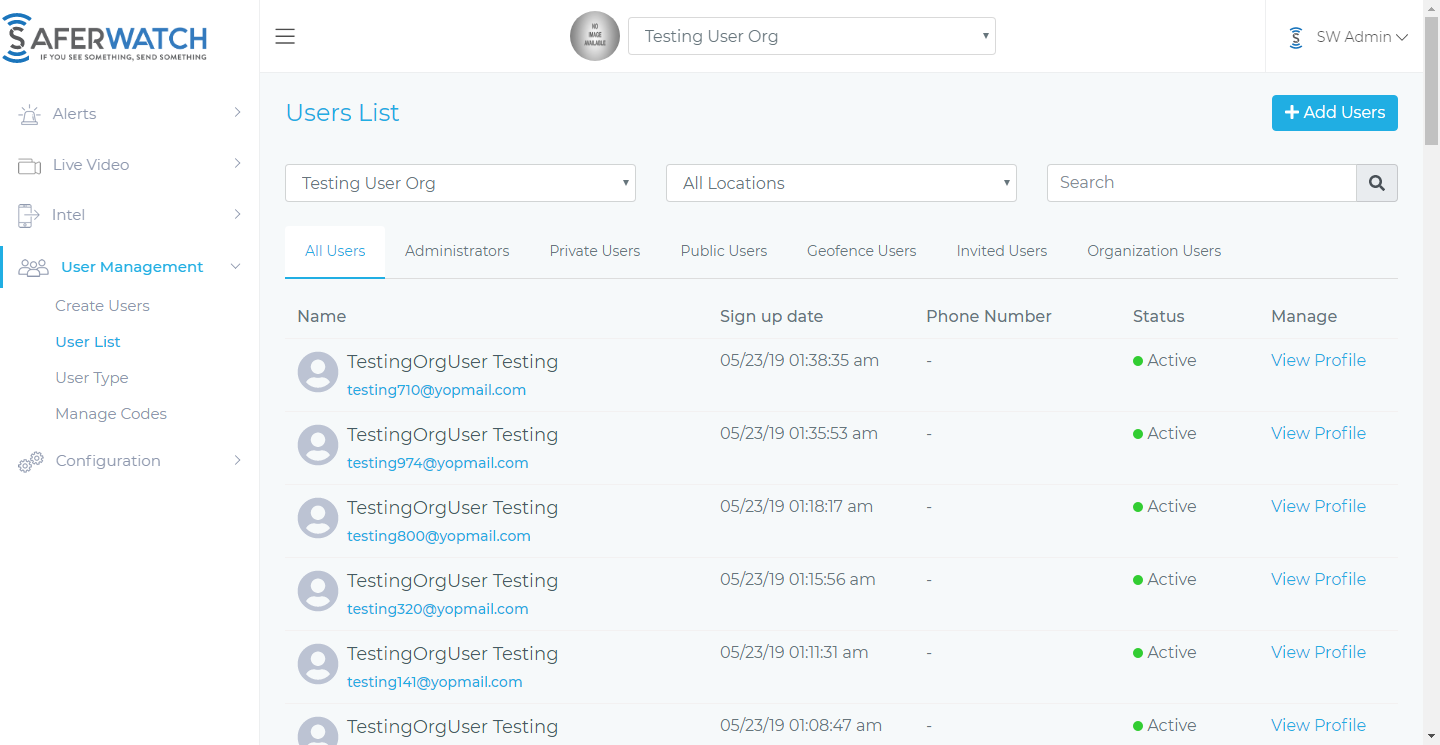 SAFERWATCH
IF YOU SEE SOMETHING, SEND SOMETHING
NO
IMAGE
AVAILABLE
Testing User Org
SW Admin
Alerts
Live Video
Intel
User Management
Create Users
User List
User Type
Manage Codes
Configuration
Users List
Add Users
Testing User Org
All Locations
Search
All Users Administrators Private Users Public Users Geofence Users Invited Users Organization Users
Name Sign up date Phone Number Status Manage
TestingOrgUser Testing 05/23/19 01:38:35 am - Active View Profile
testing710@yopmail.com
TestingOrgUser Testing 05/23/19 01:35:53 am - Active View Profile
testing974@yopmail.com
TestingOrgUser Testing 05/23/19 01:18:17 am - Active View Profile
testing800@yopmail.com
TestingOrgUser Testing 05/23/19 01:15:56 am - Active View Profile
testing320@yopmail.com
TestingOrgUser Testing 05/23/19 01:11:31 am - Active View Profile
testing141@yopmail.com
TestingOrgUser Testing 05/23/19 01:08:47 am - Active View Profile